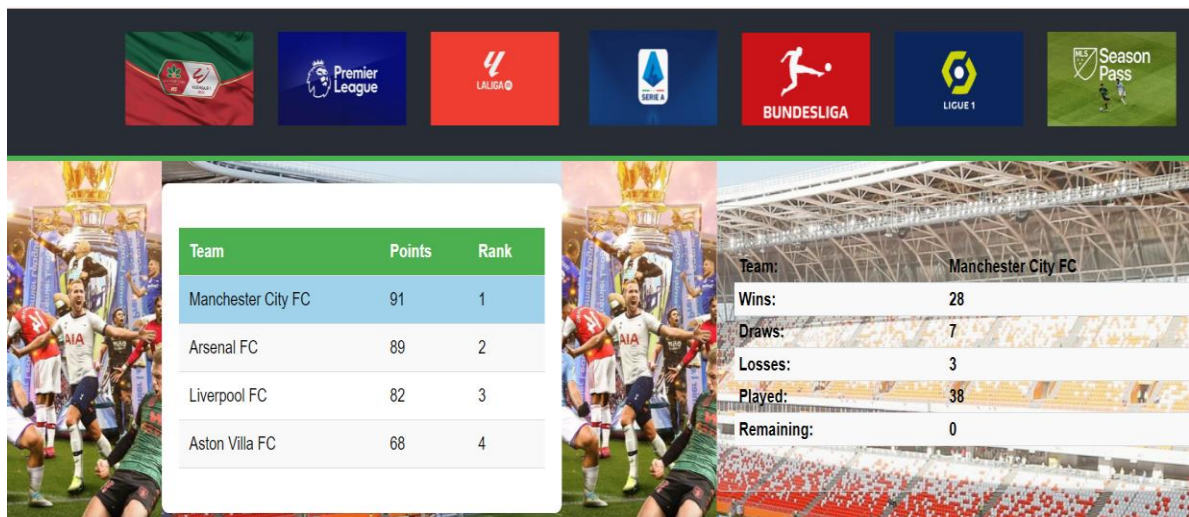 Premier
League
LALIGA
SERIE A
BUNDESLIGA
LIGUE 1
MLS Season
Pass
Team Points Rank
Manchester City FC 91 1
Arsenal FC 89 2
Liverpool FC 82 3
Aston Villa FC 68 4
Team: Manchester City FC
Wins: 28
Draws: 7
Losses: 3
Played: 38
Remaining: 0
AIA
AIA